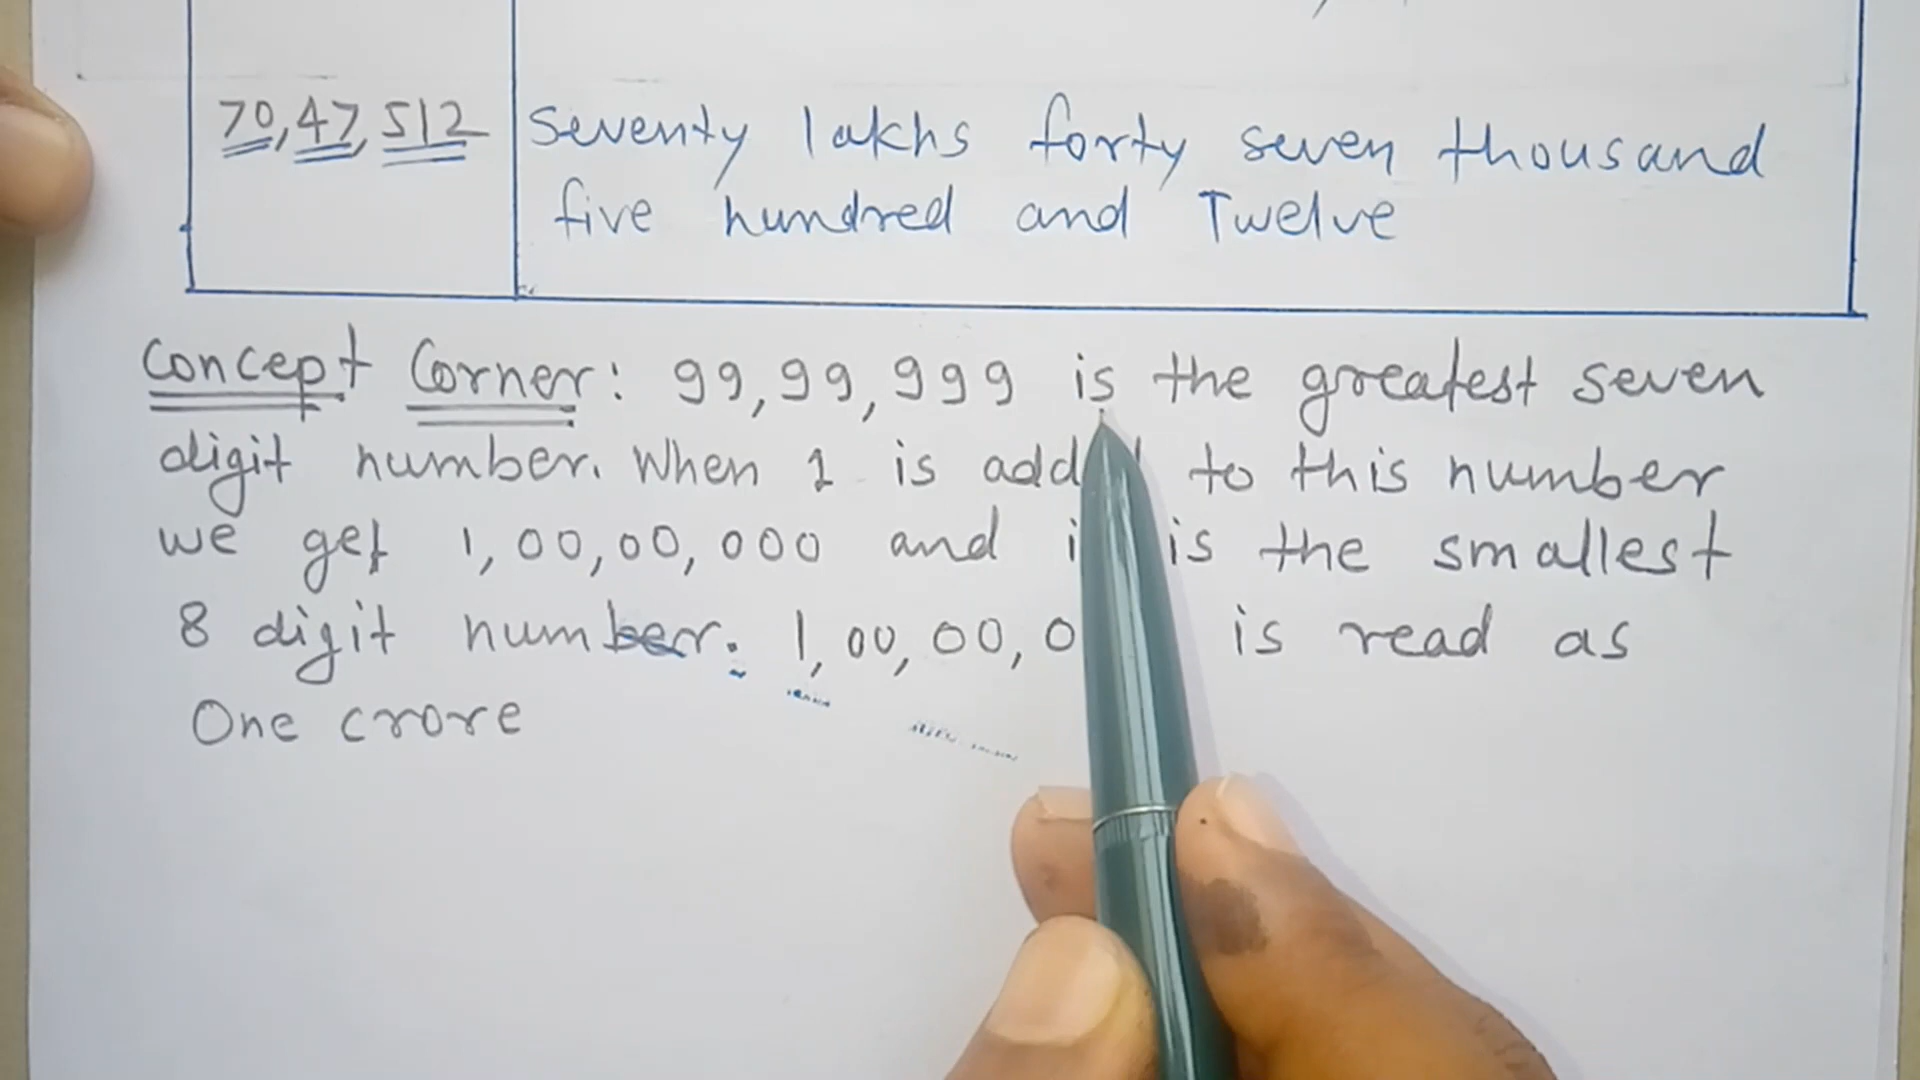 70,47,512 Seventy lakhs forty seven thousand
five hundred and Twelve
Concept Corner: 99,99,999 is the greatest seven
digit number. When 1 is add to this number
we get 1,00,00,000 and is the smallest
8 digit number. 1,00,00,0 is read as
One crore